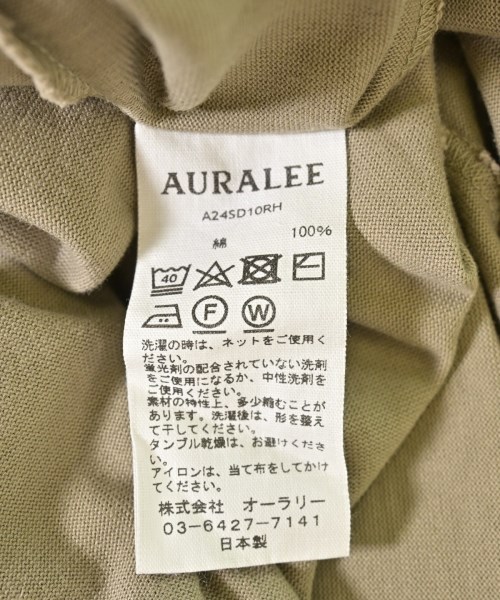 AURALEE
A24SD10RH
綿 100%
40
F W
洗濯の時は、ネットをご使用く
ださい。
蛍光剤の配合されていない洗剤
をご使用になるか、中性洗剤を
ご使用ください。
素材の特性上、多少縮むことが
あります。洗濯後は、形を整え
て干してください。
タンブル乾燥は、お避けくださ
い。
アイロンは、当て布をしてかけ
てください。
株式会社 オーラリー
03-6427-7141
日本製